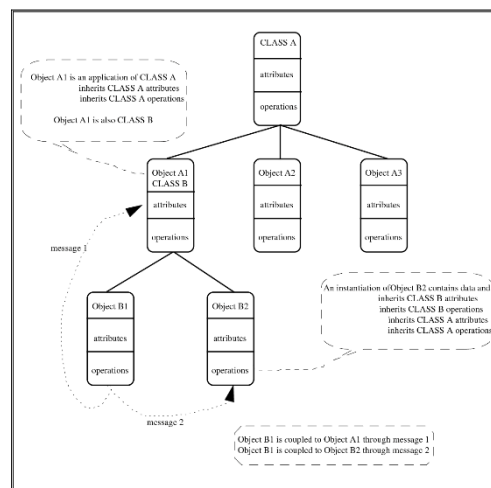 CLASS A
attributes
operations
Object A1 is an application of CLASS A
inherits CLASS A attributes
inherits CLASS A operations
Object A1 is also CLASS B
Object A1
CLASS B
attributes
operations
Object A2
attributes
operations
Object A3
attributes
operations
message 1
Object B1
attributes
operations
Object B2
attributes
operations
An instantiation of Object B2 contains data and
inherits CLASS B attributes
inherits CLASS B operations
inherits CLASS A attributes
inherits CLASS A operations
message 2
Object B1 is coupled to Object A1 through message 1
Object B1 is coupled to Object B2 through message 2